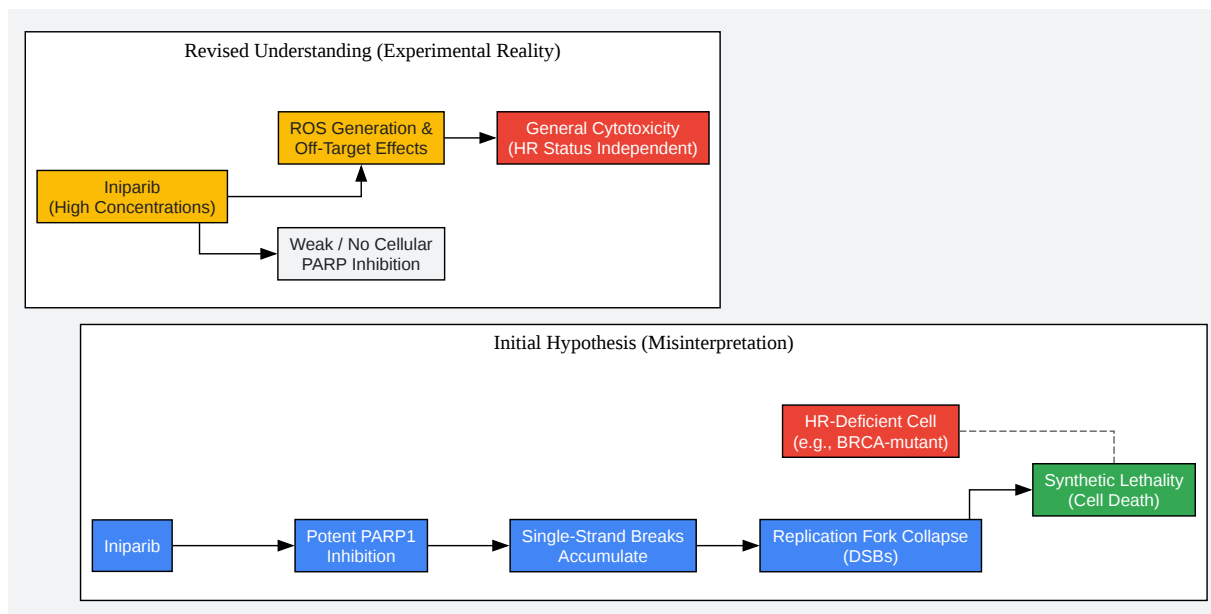 Revised Understanding (Experimental Reality)
ROS Generation &
Off-Target Effects
General Cytotoxicity
(HR Status Independent)
Iniparib
(High Concentrations)
Weak / No Cellular
PARP Inhibition
Initial Hypothesis (Misinterpretation)
HR-Deficient Cell
(e.g., BRCA-mutant)
Synthetic Lethality
(Cell Death)
Iniparib
Potent PARP1
Inhibition
Single-Strand Breaks
Accumulate
Replication Fork Collapse
(DSBs)